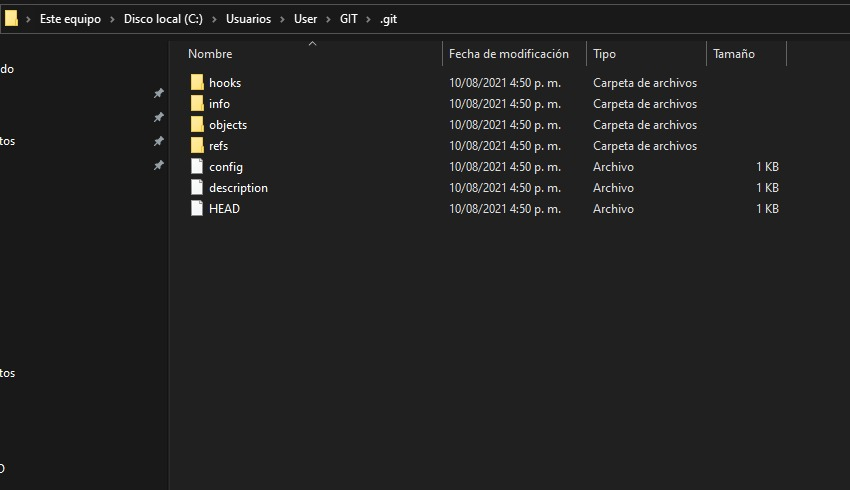 Este equipo > Disco local (C:) > Usuarios > User > GIT > .git
Nombre Fecha de modificación Tipo Tamaño
do
hooks 10/08/2021 4:50 p. m. Carpeta de archivos
info 10/08/2021 4:50 p. m. Carpeta de archivos
objects 10/08/2021 4:50 p. m. Carpeta de archivos
tos
refs 10/08/2021 4:50 p. m. Carpeta de archivos
config 10/08/2021 4:50 p. m. Archivo 1 KB
description 10/08/2021 4:50 p. m. Archivo 1 KB
HEAD 10/08/2021 4:50 p. m. Archivo 1 KB
tos
O